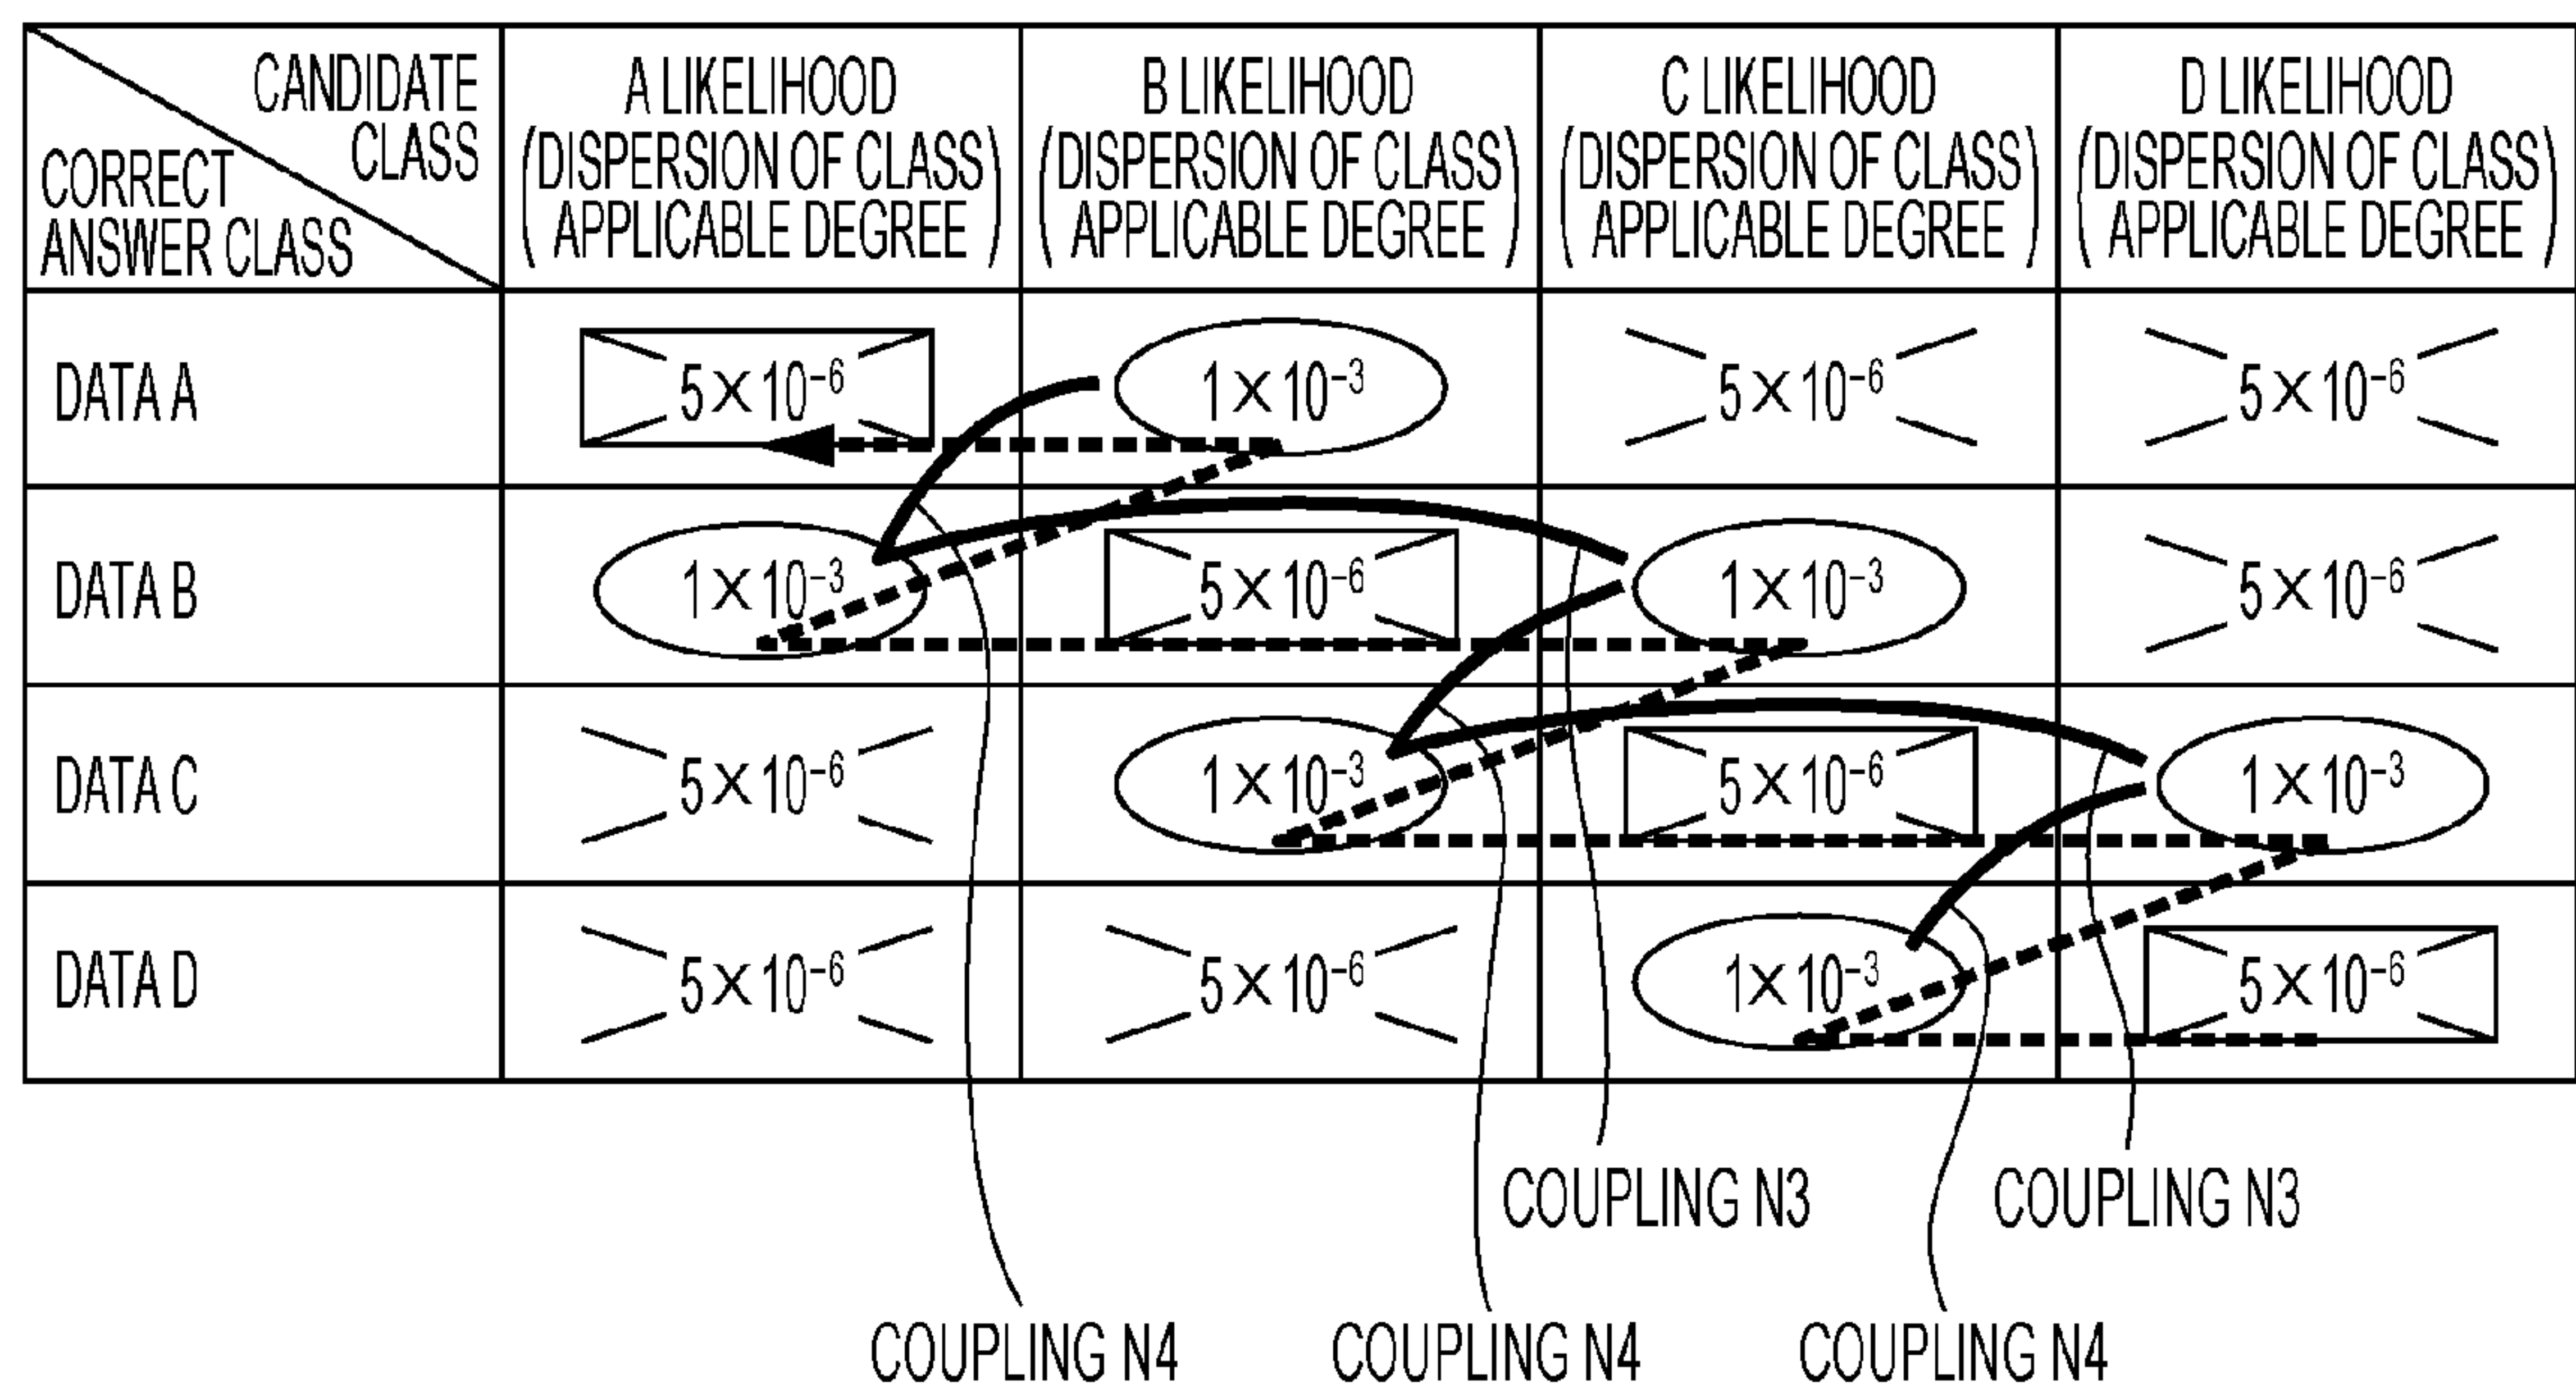 CANDIDATE
CLASS
CORRECT
ANSWER CLASS
A LIKELIHOOD
(DISPERSION OF CLASS
APPLICABLE DEGREE)
B LIKELIHOOD
(DISPERSION OF CLASS
APPLICABLE DEGREE)
C LIKELIHOOD
(DISPERSION OF CLASS
APPLICABLE DEGREE)
D LIKELIHOOD
(DISPERSION OF CLASS
APPLICABLE DEGREE)
DATA A
5×10⁻⁶
1×10⁻³
5×10⁻⁶
5×10⁻⁶
DATA B
1×10⁻³
5×10⁻⁶
1×10⁻³
5×10⁻⁶
DATA C
5×10⁻⁶
1×10⁻³
5×10⁻⁶
1×10⁻³
DATA D
5×10⁻⁶
5×10⁻⁶
1×10⁻³
5×10⁻⁶
COUPLING N3
COUPLING N3
COUPLING N4
COUPLING N4
COUPLING N4